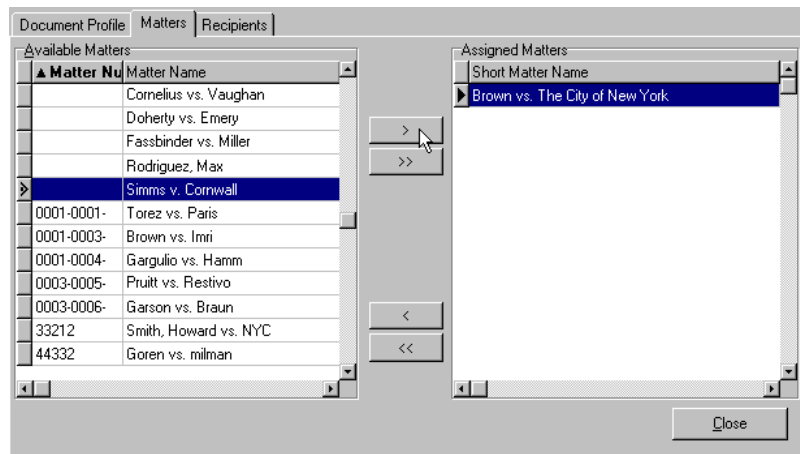 Document Profile Matters Recipients
Available Matters Assigned Matters
▲ Matter Nu Matter Name Short Matter Name
Cornelius vs. Vaughan Brown vs. The City of New York
Doherty vs. Emery
Fassbinder vs. Miller >
Rodriguez, Max >>
Simms v. Cornwall
0001-0001- Torez vs. Paris
0001-0003- Brown vs. Imri
0001-0004- Gargulio vs. Hamm
0003-0005- Pruitt vs. Restivo
0003-0006- Garson vs. Braun <
33212 Smith, Howard vs. NYC
44332 Goren vs. milman <<
Close